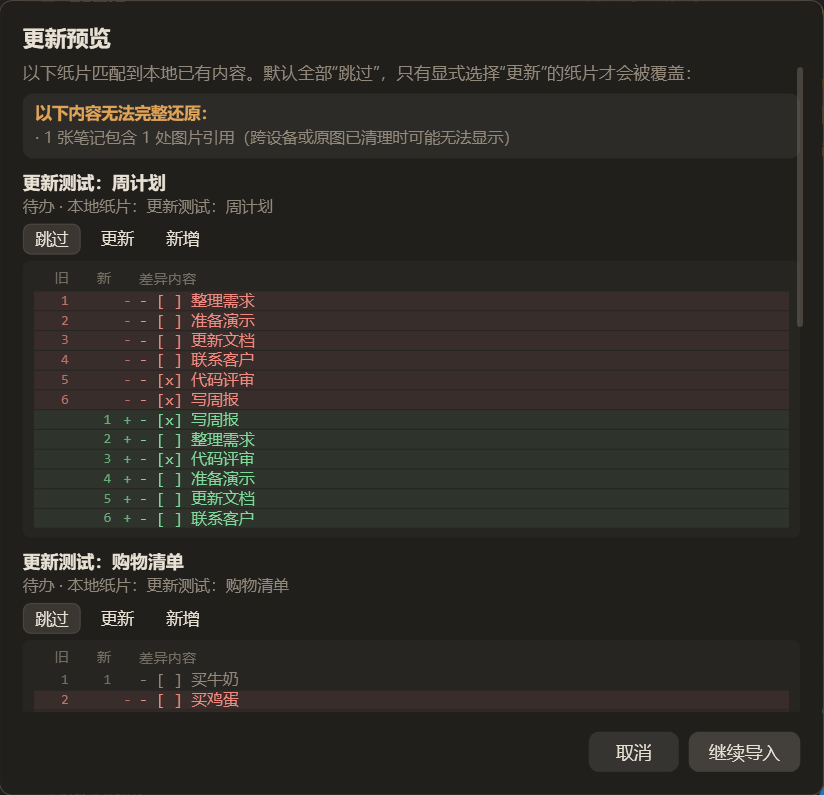 更新预览
以下纸片匹配到本地已有内容。默认全部“跳过”，只有显式选择“更新”的纸片才会被覆盖：
以下内容无法完整还原：
· 1 张笔记包含 1 处图片引用（跨设备或原图已清理时可能无法显示）
更新测试：周计划
待办 · 本地纸片：更新测试：周计划
跳过 更新 新增
旧 新 差异内容
1 - - [ ] 整理需求
2 - - [ ] 准备演示
3 - - [ ] 更新文档
4 - - [ ] 联系客户
5 - - [x] 代码评审
6 - - [x] 写周报
1 + - [x] 写周报
2 + - [ ] 整理需求
3 + - [x] 代码评审
4 + - [ ] 准备演示
5 + - [ ] 更新文档
6 + - [ ] 联系客户
更新测试：购物清单
待办 · 本地纸片：更新测试：购物清单
跳过 更新 新增
旧 新 差异内容
1 1 - [ ] 买牛奶
2 - - [ ] 买鸡蛋
取消 继续导入